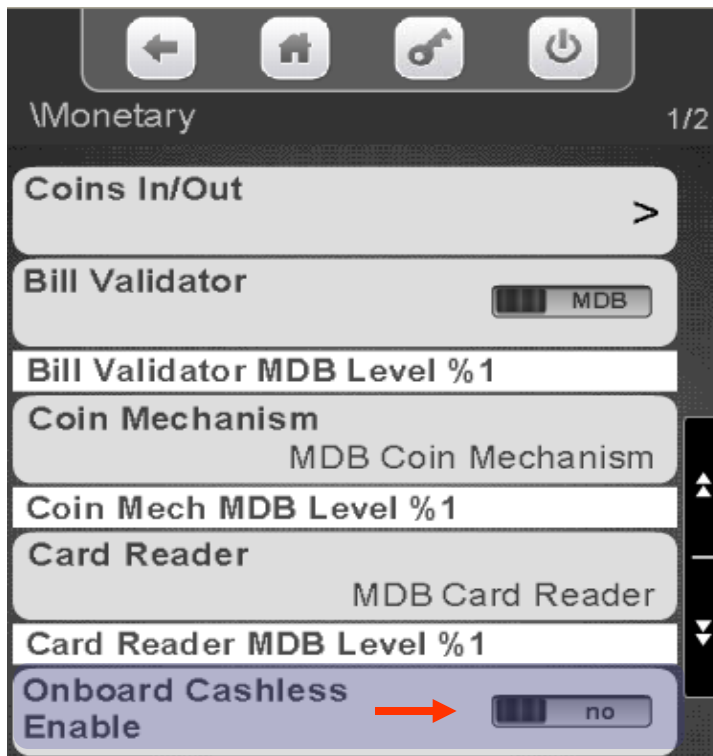 \Monetary
1/2
Coins In/Out
>
Bill Validator
MDB
Bill Validator MDB Level %1
Coin Mechanism
MDB Coin Mechanism
Coin Mech MDB Level %1
Card Reader
MDB Card Reader
Card Reader MDB Level %1
Onboard Cashless
Enable
no